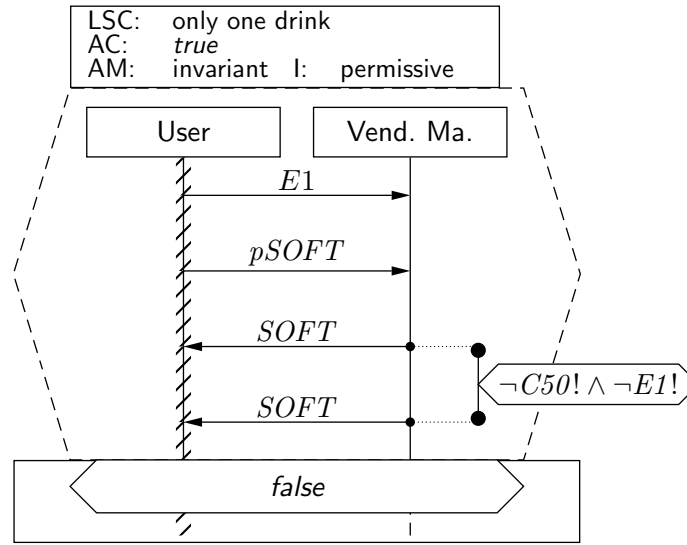 LSC: only one drink
AC: true
AM: invariant I: permissive
User Vend. Ma.
E1
pSOFT
SOFT
¬C50! ∧ ¬E1!
SOFT
false